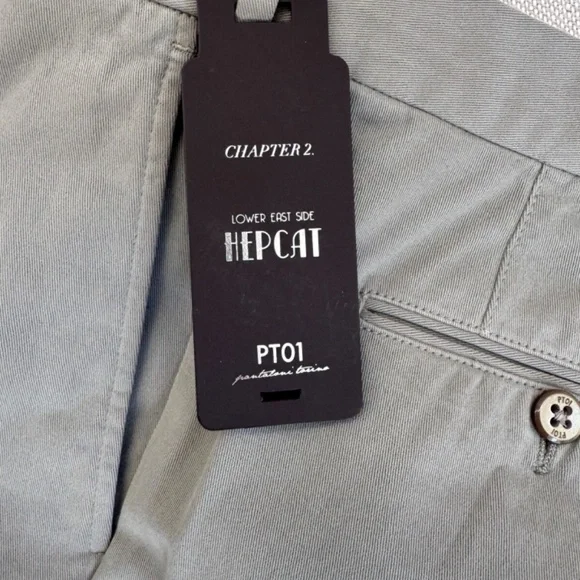 CHAPTER 2.
LOWER EAST SIDE
HEPCAT
PT01
pantaloni torino
PT01
PT01